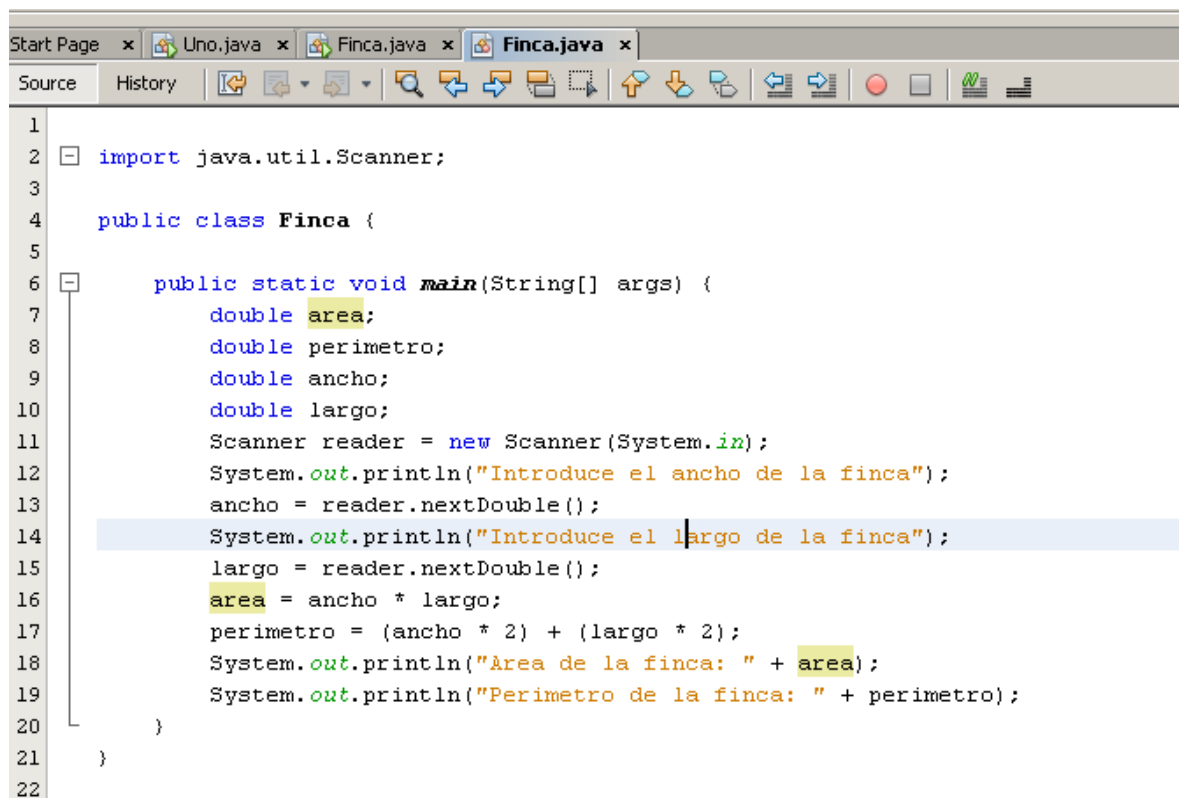 Start Page x Uno.java x Finca.java x Finca.java x
Source History
1
2 import java.util.Scanner;
3
4 public class Finca {
5
6 public static void main(String[] args) {
7 double area;
8 double perimetro;
9 double ancho;
10 double largo;
11 Scanner reader = new Scanner(System.in);
12 System.out.println("Introduce el ancho de la finca");
13 ancho = reader.nextDouble();
14 System.out.println("Introduce el largo de la finca");
15 largo = reader.nextDouble();
16 area = ancho * largo;
17 perimetro = (ancho * 2) + (largo * 2);
18 System.out.println("Area de la finca: " + area);
19 System.out.println("Perimetro de la finca: " + perimetro);
20 }
21 }
22